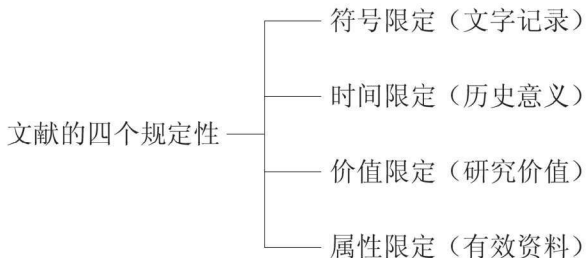 文献的四个规定性
符号限定（文字记录）
时间限定（历史意义）
价值限定（研究价值）
属性限定（有效资料）